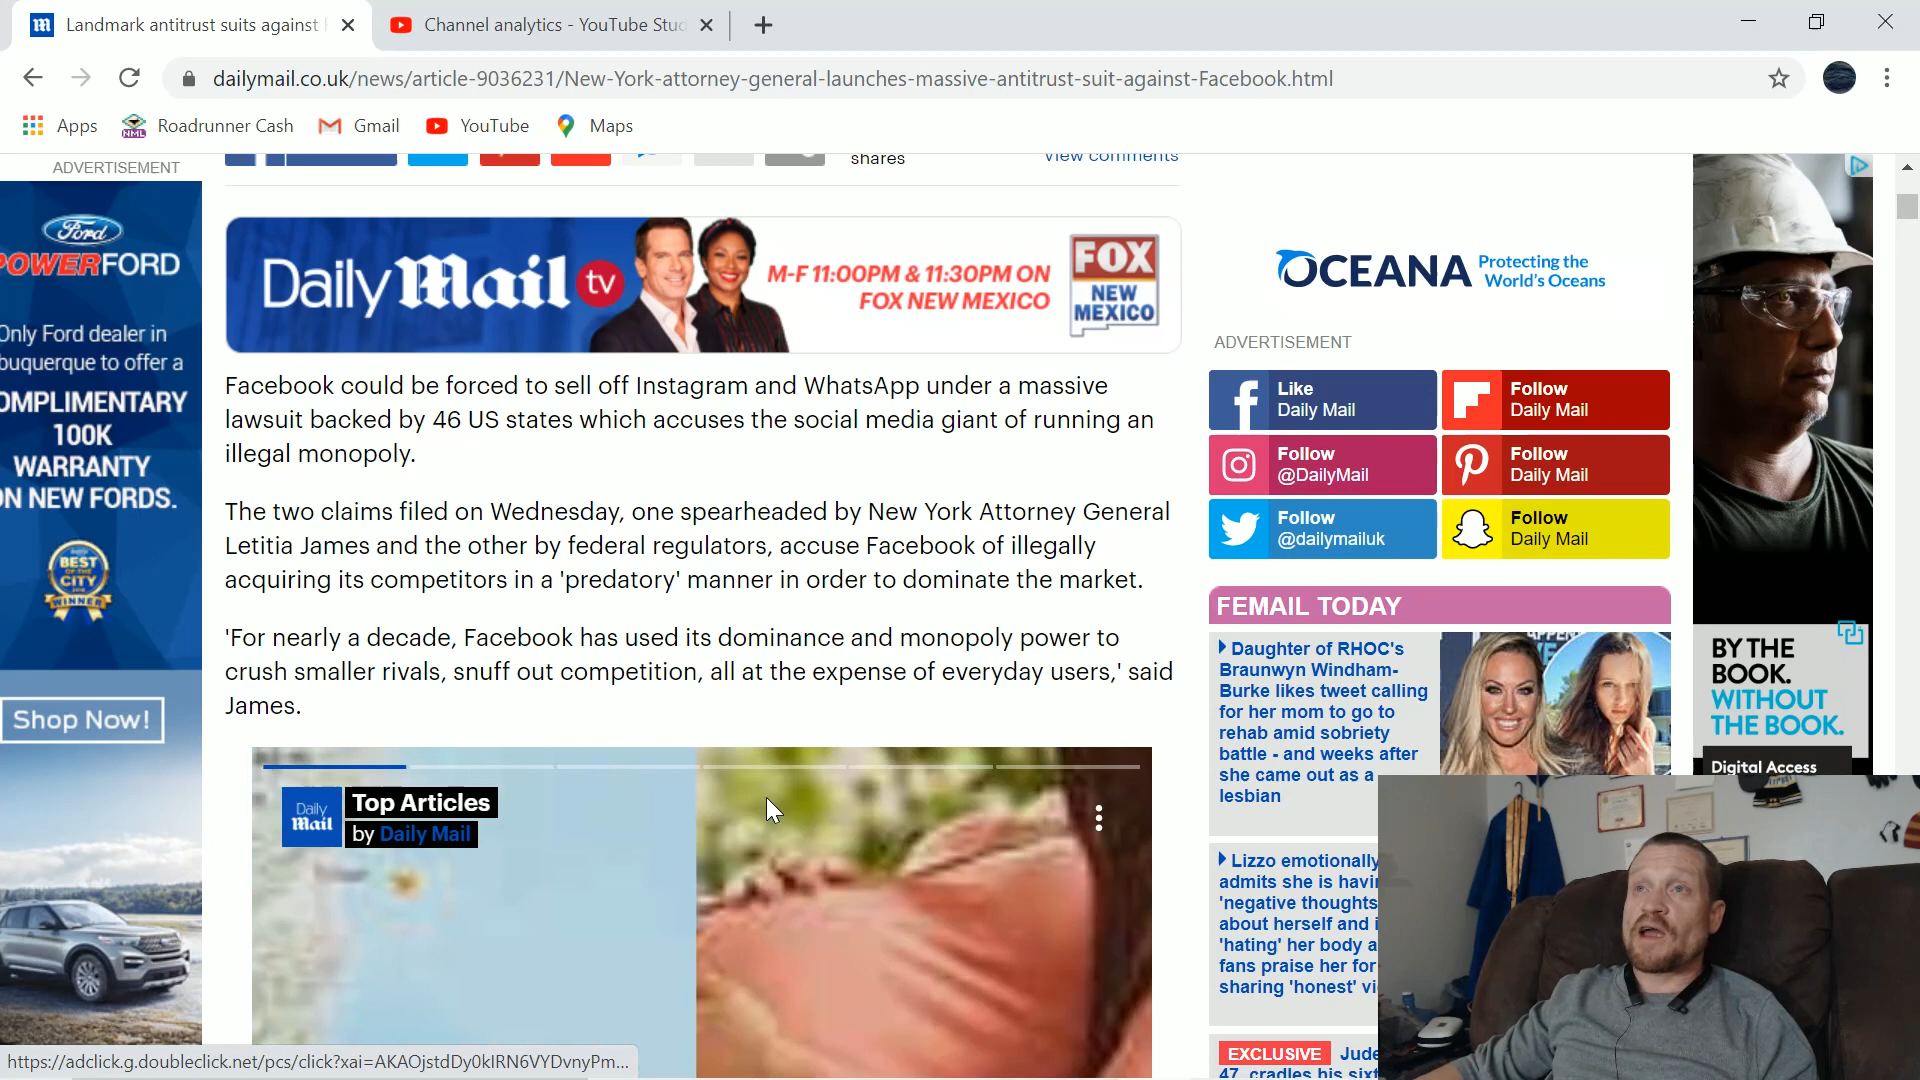 Landmark antitrust suits against
Channel analytics - YouTube Stud
dailymail.co.uk/news/article-9036231/New-York-attorney-general-launches-massive-antitrust-suit-against-Facebook.html
Apps
Roadrunner Cash
Gmail
YouTube
Maps
ADVERTISEMENT
shares
View comments
Ford
POWERFORD
Only Ford dealer in
buquerque to offer a
OMPLIMENTARY
100K
WARRANTY
ON NEW FORDS.
BEST
OF THE
CITY
WINNER
Shop Now!
Daily Mail tv
M-F 11:00PM & 11:30PM ON
FOX NEW MEXICO
FOX
NEW
MEXICO
Facebook could be forced to sell off Instagram and WhatsApp under a massive
lawsuit backed by 46 US states which accuses the social media giant of running an
illegal monopoly.
The two claims filed on Wednesday, one spearheaded by New York Attorney General
Letitia James and the other by federal regulators, accuse Facebook of illegally
acquiring its competitors in a 'predatory' manner in order to dominate the market.
'For nearly a decade, Facebook has used its dominance and monopoly power to
crush smaller rivals, snuff out competition, all at the expense of everyday users,' said
James.
Daily
Mail
Top Articles
by Daily Mail
OCEANA Protecting the
World's Oceans
ADVERTISEMENT
Like
Daily Mail
Follow
Daily Mail
Follow
@DailyMail
Follow
Daily Mail
Follow
@dailymailuk
Follow
Daily Mail
FEMAIL TODAY
Daughter of RHOC's
Braunwyn Windham-
Burke likes tweet calling
for her mom to go to
rehab amid sobriety
battle - and weeks after
she came out as a
lesbian
Lizzo emotionally
admits she is havi
'negative thoughts
about herself and i
'hating' her body a
fans praise her for
sharing 'honest' vi
EXCLUSIVE Jude
47, cradles his sixt
BY THE
BOOK.
WITHOUT
THE BOOK.
Digital Access
https://adclick.g.doubleclick.net/pcs/click?xai=AKAOjstdDy0klRN6VYDvnyPm...